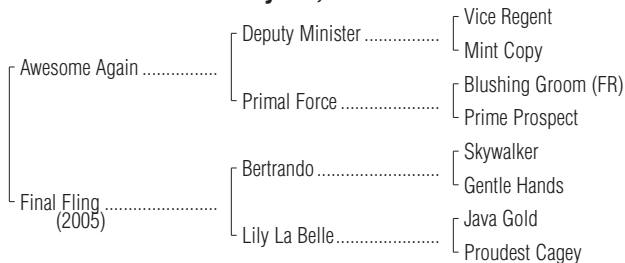 Vice Regent
Deputy Minister ................
Mint Copy
Awesome Again ................
Blushing Groom (FR)
Primal Force .....................
Prime Prospect
Skywalker
Bertrando ..........................
Gentle Hands
Final Fling ........................
(2005)
Java Gold
Lily La Belle......................
Proudest Cagey